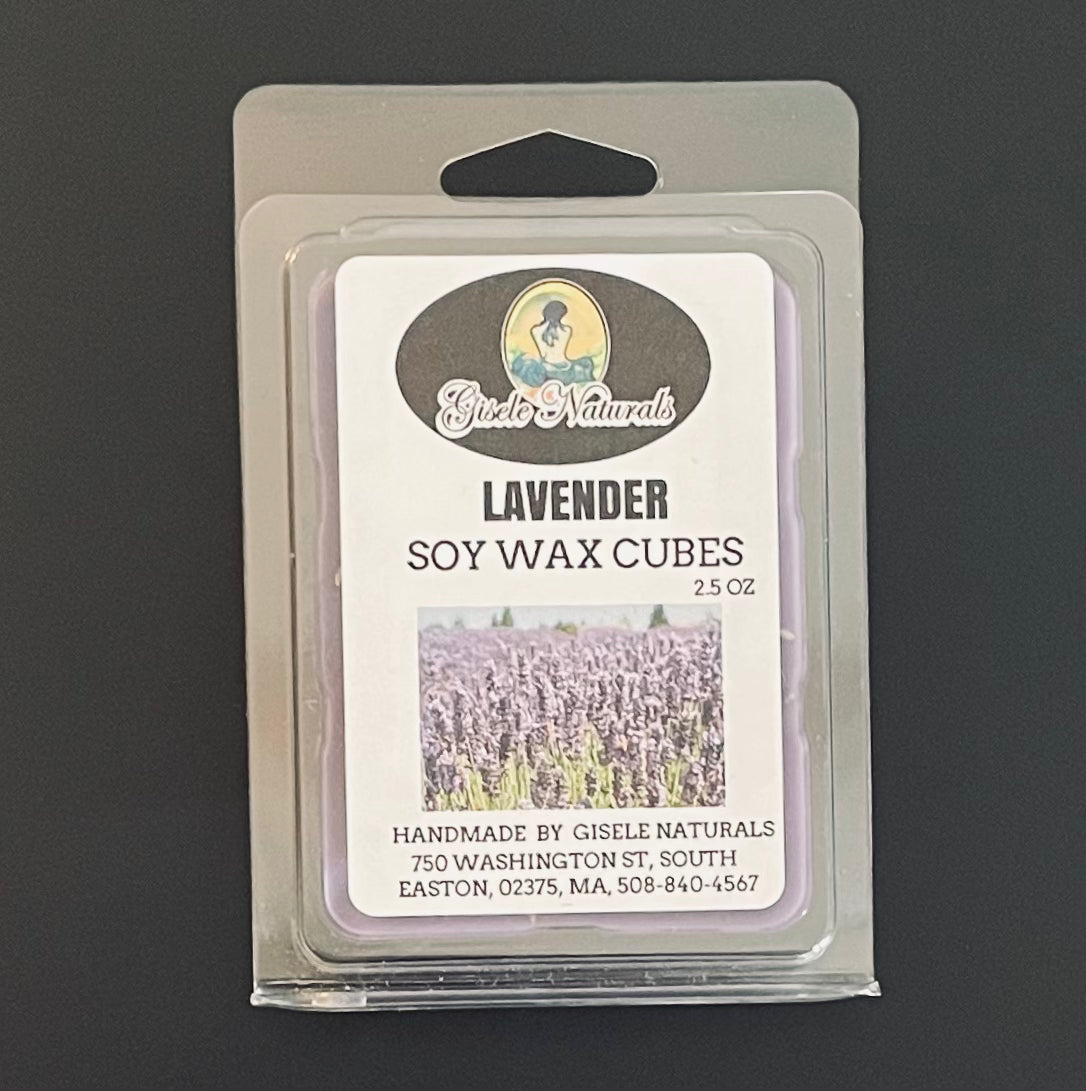 Gisele Naturals
LAVENDER
SOY WAX CUBES
2.5 OZ
HANDMADE BY GISELE NATURALS
750 WASHINGTON ST, SOUTH
EASTON, 02375, MA, 508-840-4567